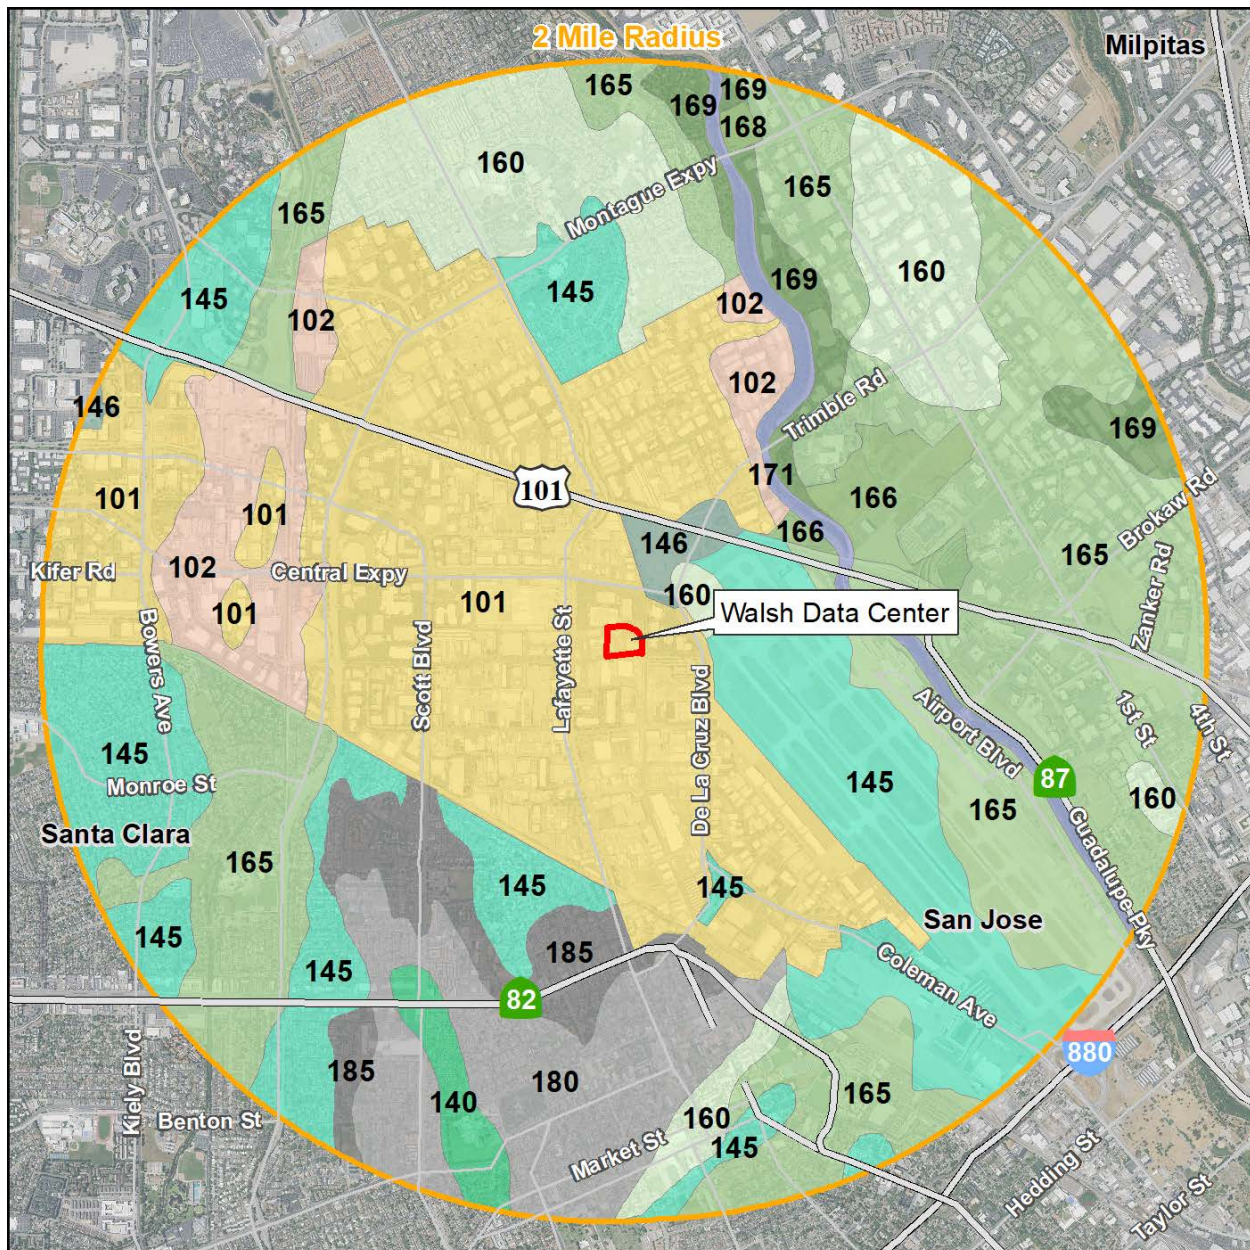 2 Mile Radius
Milpitas
165
169
169
168
160
Montague Expy
165
165
145
145
102
169
160
102
102
146
Trimble Rd
169
101
101
101
171
166
166
Brokaw Rd
146
165
Kifer Rd
102
Central Expy
101
160
Zanker Rd
101
Walsh Data Center
Bowers Ave
Scott Blvd
Lafayette St
De La Cruz Blvd
Airport Blvd
1st St
4th St
145
Monroe St
145
87
165
160
Santa Clara
165
145
145
Guadalupe Pky
San Jose
145
145
185
Coleman Ave
82
880
Kiely Blvd
185
140
180
160
165
Benton St
Market St
145
Hedding St
Taylor St